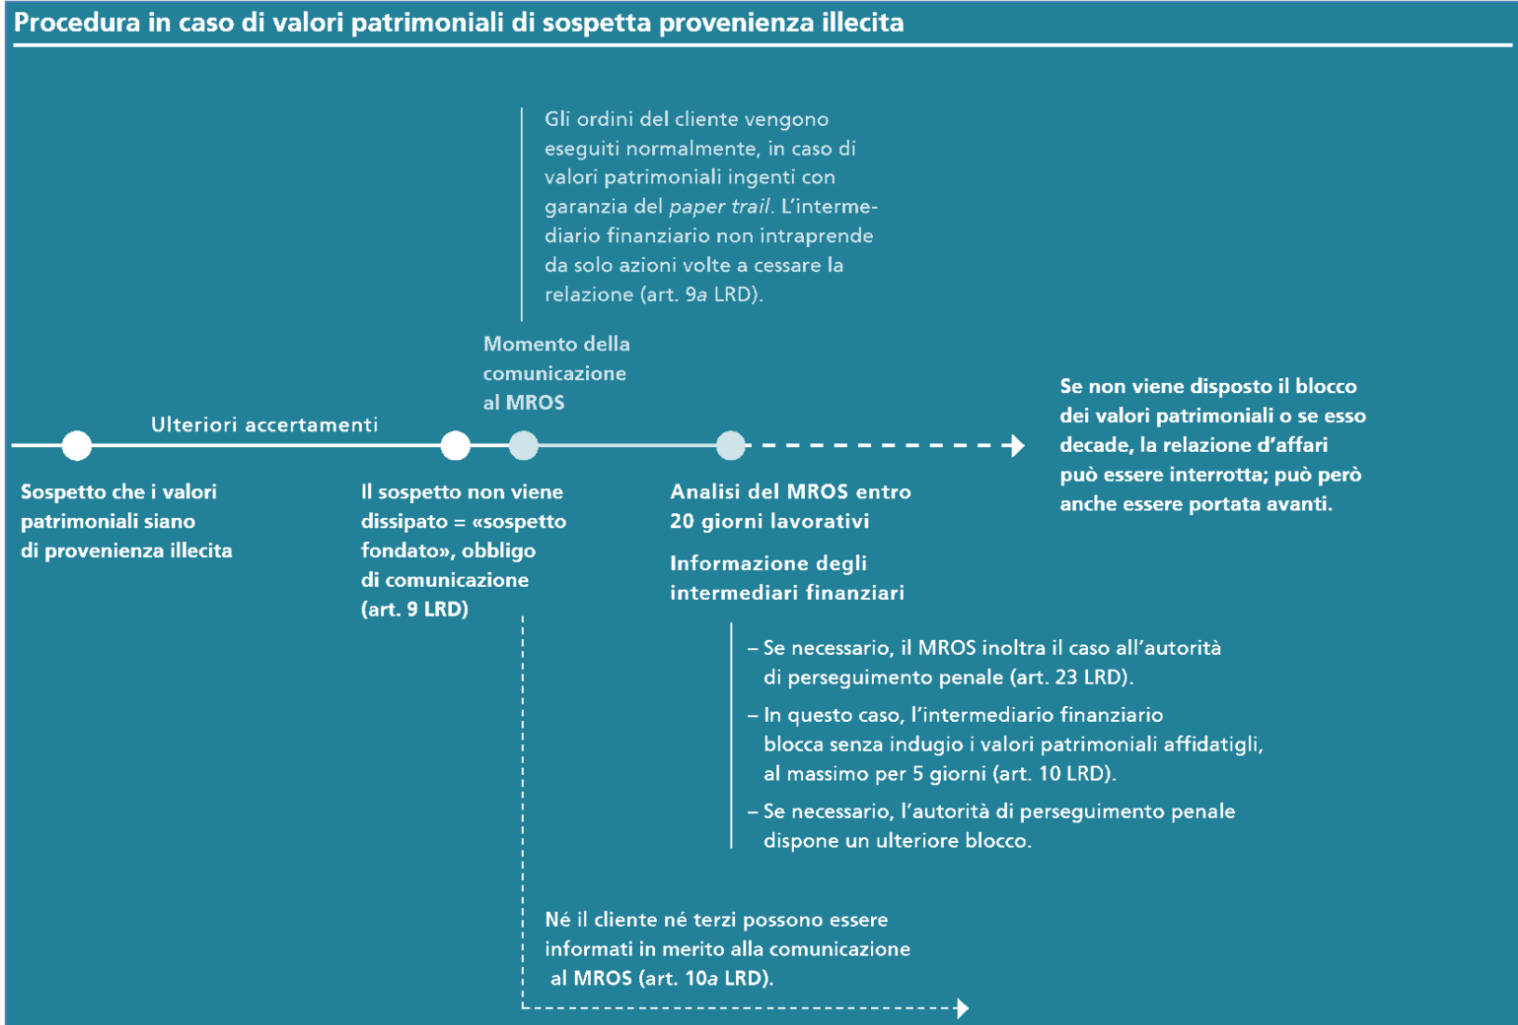 Procedura in caso di valori patrimoniali di sospetta provenienza illecita
Gli ordini del cliente vengono
eseguiti normalmente, in caso di
valori patrimoniali ingenti con
garanzia del paper trail. L'interme-
diario finanziario non intraprende
da solo azioni volte a cessare la
relazione (art. 9a LRD).
Momento della
comunicazione
al MROS
Ulteriori accertamenti
Sospetto che i valori
patrimoniali siano
di provenienza illecita
Il sospetto non viene
dissipato = «sospetto
fondato», obbligo
di comunicazione
(art. 9 LRD)
Analisi del MROS entro
20 giorni lavorativi
Informazione degli
intermediari finanziari
Se non viene disposto il blocco
dei valori patrimoniali o se esso
decade, la relazione d'affari
può essere interrotta; può però
anche essere portata avanti.
– Se necessario, il MROS inoltra il caso all'autorità
di perseguimento penale (art. 23 LRD).
– In questo caso, l'intermediario finanziario
blocca senza indugio i valori patrimoniali affidatigli,
al massimo per 5 giorni (art. 10 LRD).
– Se necessario, l'autorità di perseguimento penale
dispone un ulteriore blocco.
Né il cliente né terzi possono essere
informati in merito alla comunicazione
al MROS (art. 10a LRD).